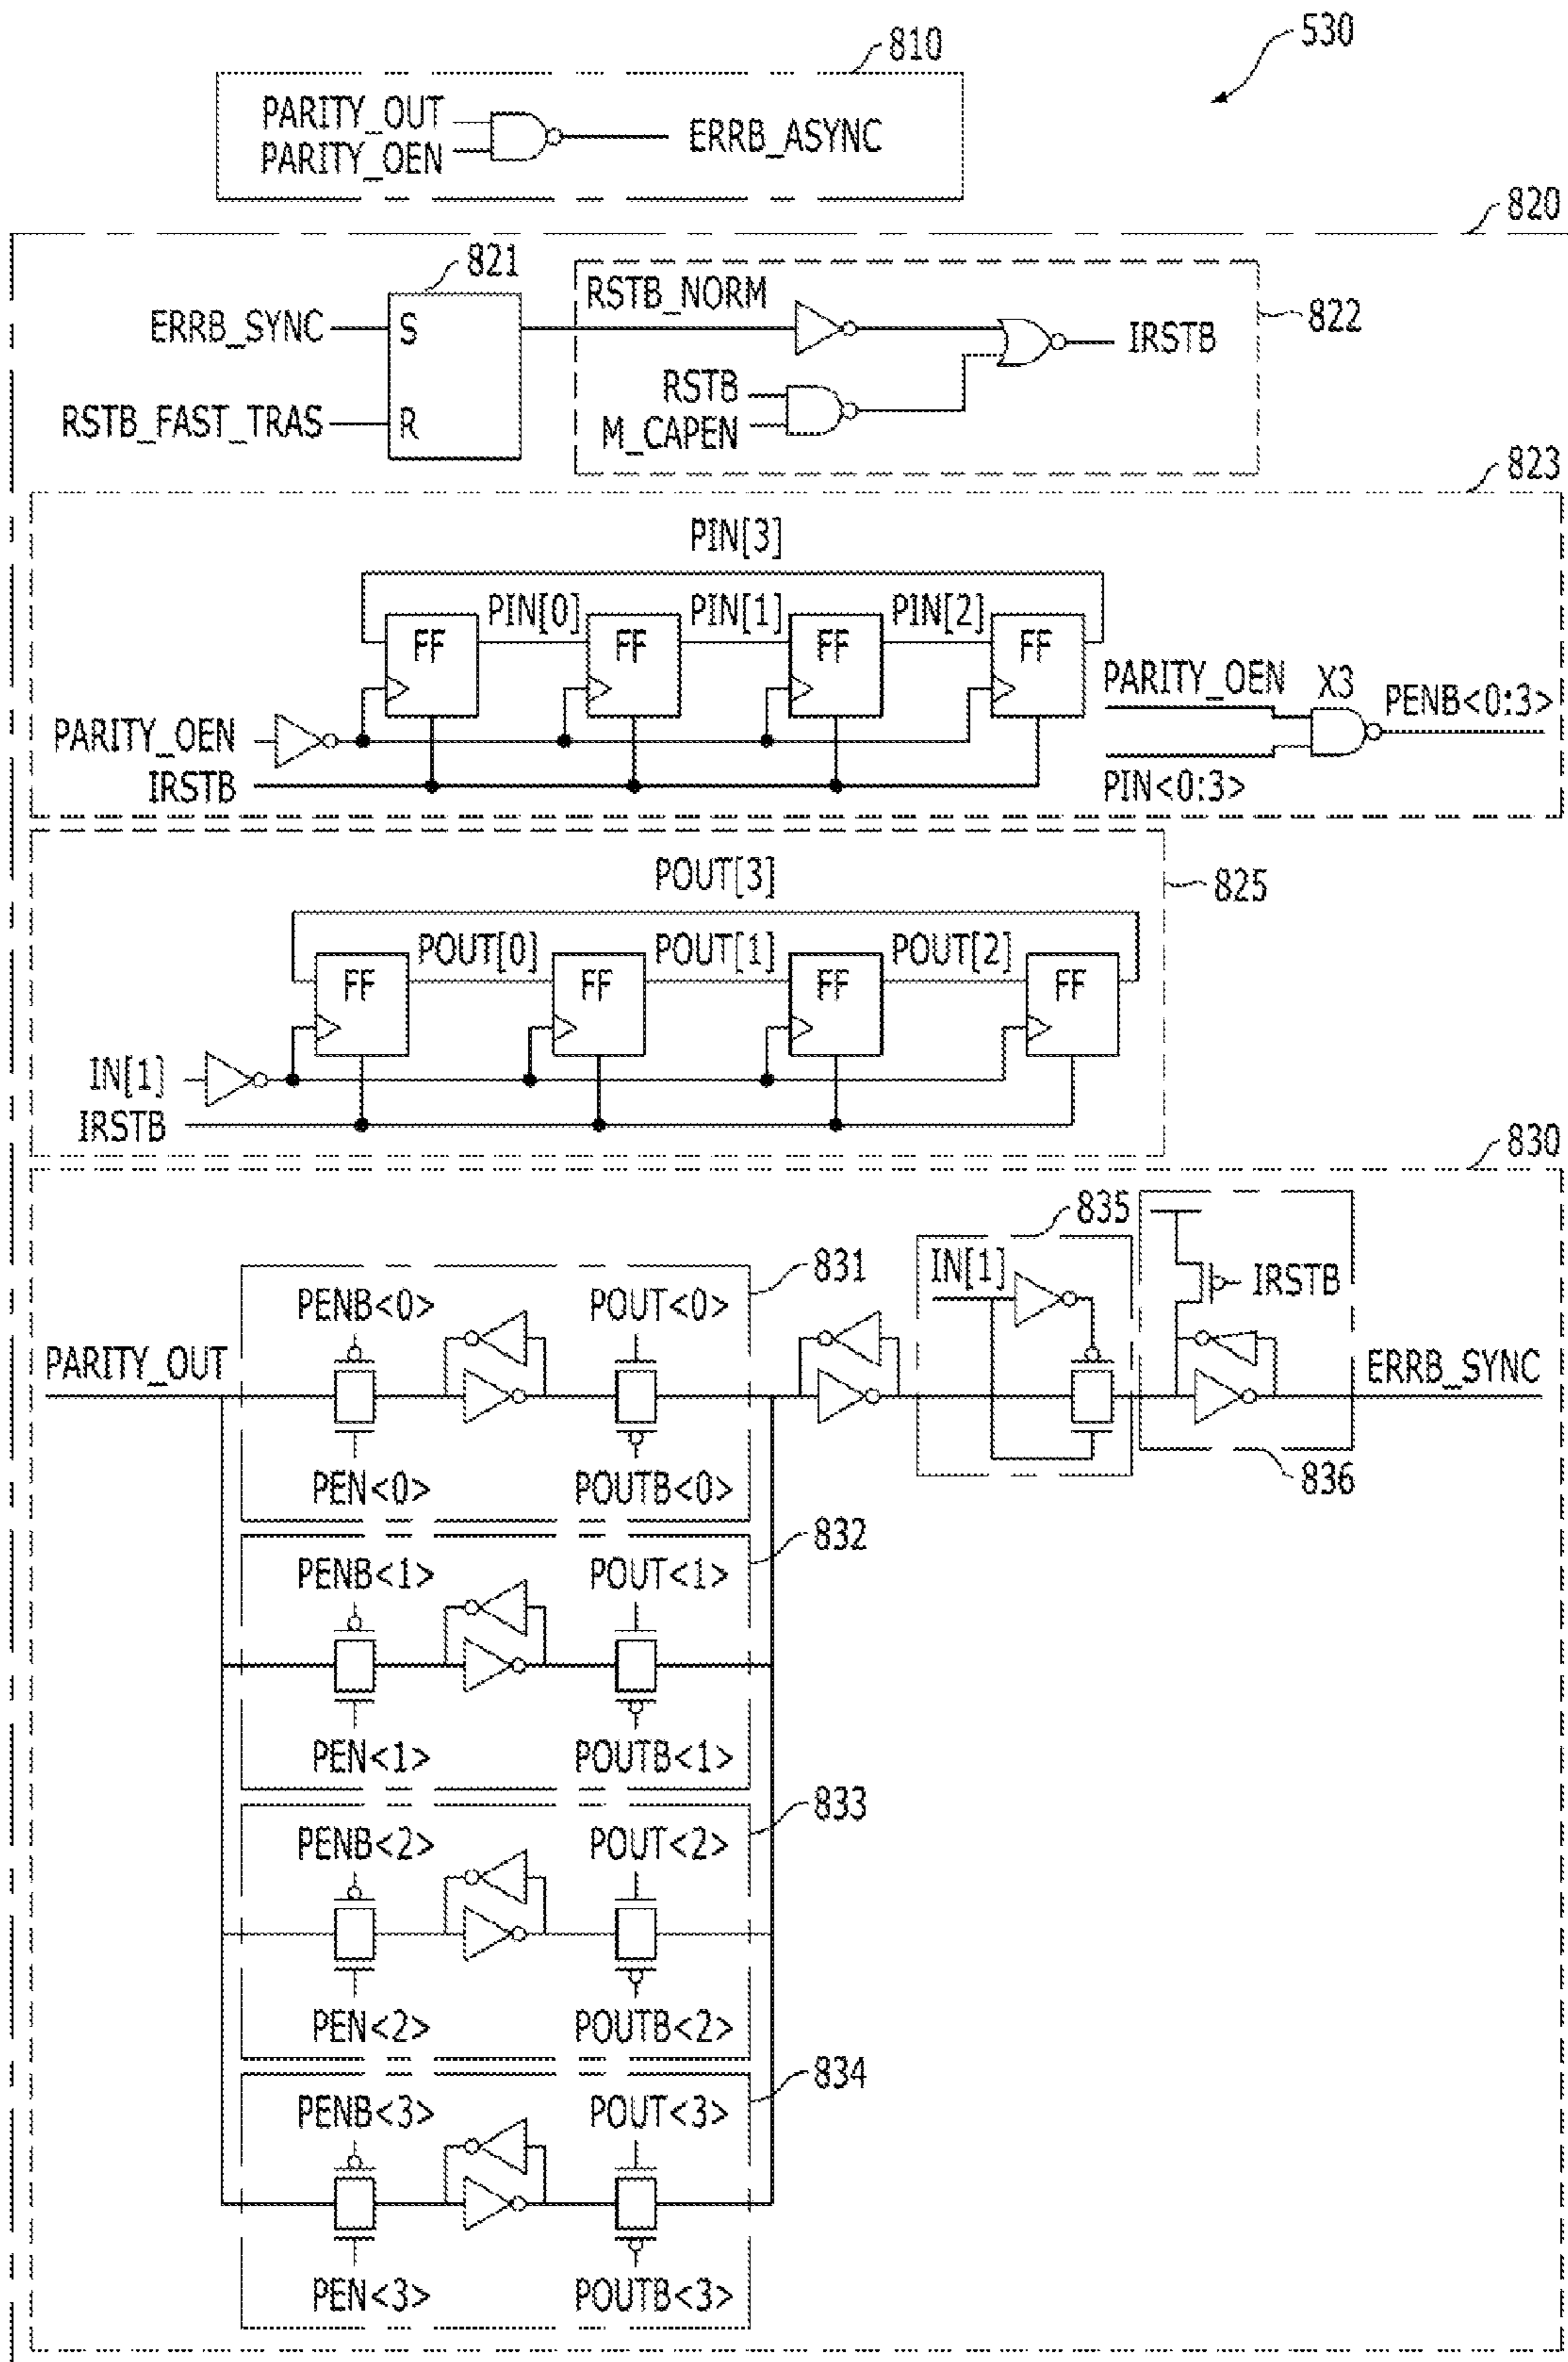 530
810
PARITY_OUT
PARITY_OEN
ERRB_ASYNC
820
821
ERRB_SYNC
S
RSTB_FAST_TRAS
R
RSTB_NORM
RSTB
M_CAPEN
IRSTB
822
823
PIN[3]
FF
PIN[0]
FF
PIN[1]
FF
PIN[2]
FF
PARITY_OEN
IRSTB
PARITY_OEN
X3
PENB<0:3>
PIN<0:3>
POUT[3]
825
FF
POUT[0]
FF
POUT[1]
FF
POUT[2]
FF
IN[1]
IRSTB
830
831
PENB<0>
POUT<0>
PARITY_OUT
PEN<0>
POUTB<0>
835
IN[1]
IRSTB
ERRB_SYNC
836
832
PENB<1>
POUT<1>
PEN<1>
POUTB<1>
833
PENB<2>
POUT<2>
PEN<2>
POUTB<2>
834
PENB<3>
POUT<3>
PEN<3>
POUTB<3>